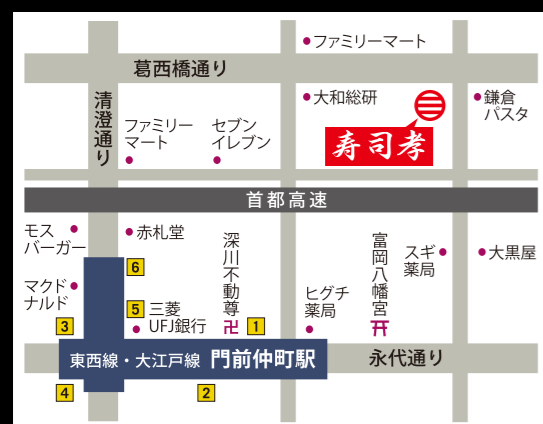 ファミリーマート
葛西橋通り
清澄通り
大和総研
鎌倉
パスタ
ファミリー
マート
セブン
イレブン
寿司孝
首都高速
モス
バーガー
赤札堂
深川不動尊
富岡八幡宮
スギ
薬局
大黒屋
6
マクド
ナルド
5
三菱
UFJ銀行
卍
1
ヒグチ
薬局
3
東西線・大江戸線 門前仲町駅
永代通り
4
2